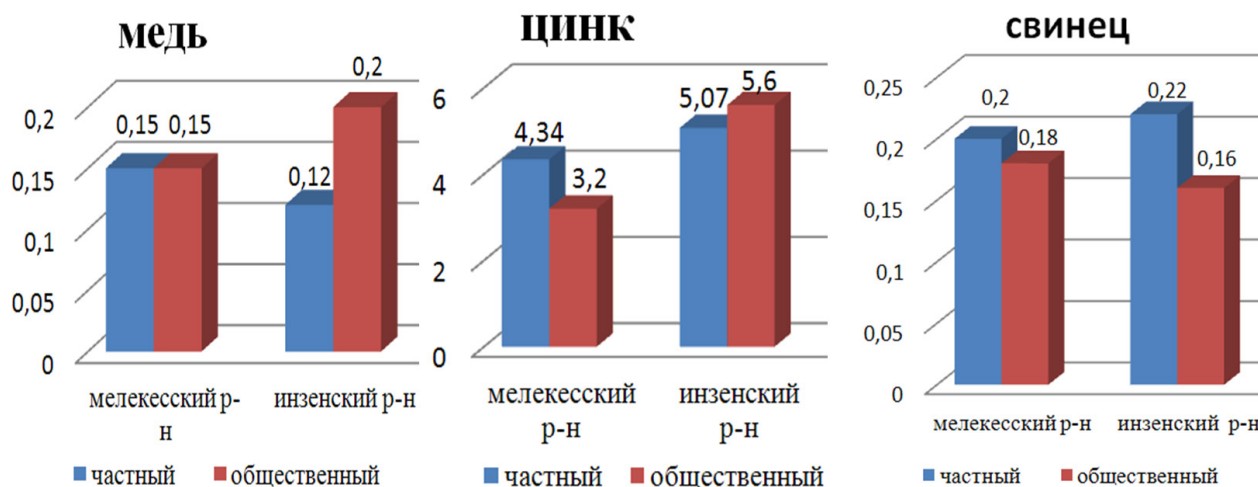 медь
0,2
0,2
0,15 0,15
0,15
0,12
0,1
0,05
0
мелекесский р-
н
инзенский р-н
частный общественный
цинк
6
5,07 5,6
4,34
4
3,2
2
0
мелекесский
р-н
инзенский
р-н
частный общественный
свинец
0,25
0,2 0,22
0,2
0,18
0,16
0,15
0,1
0,05
0
мелекесский р-н инзенский р-н
частный общественный